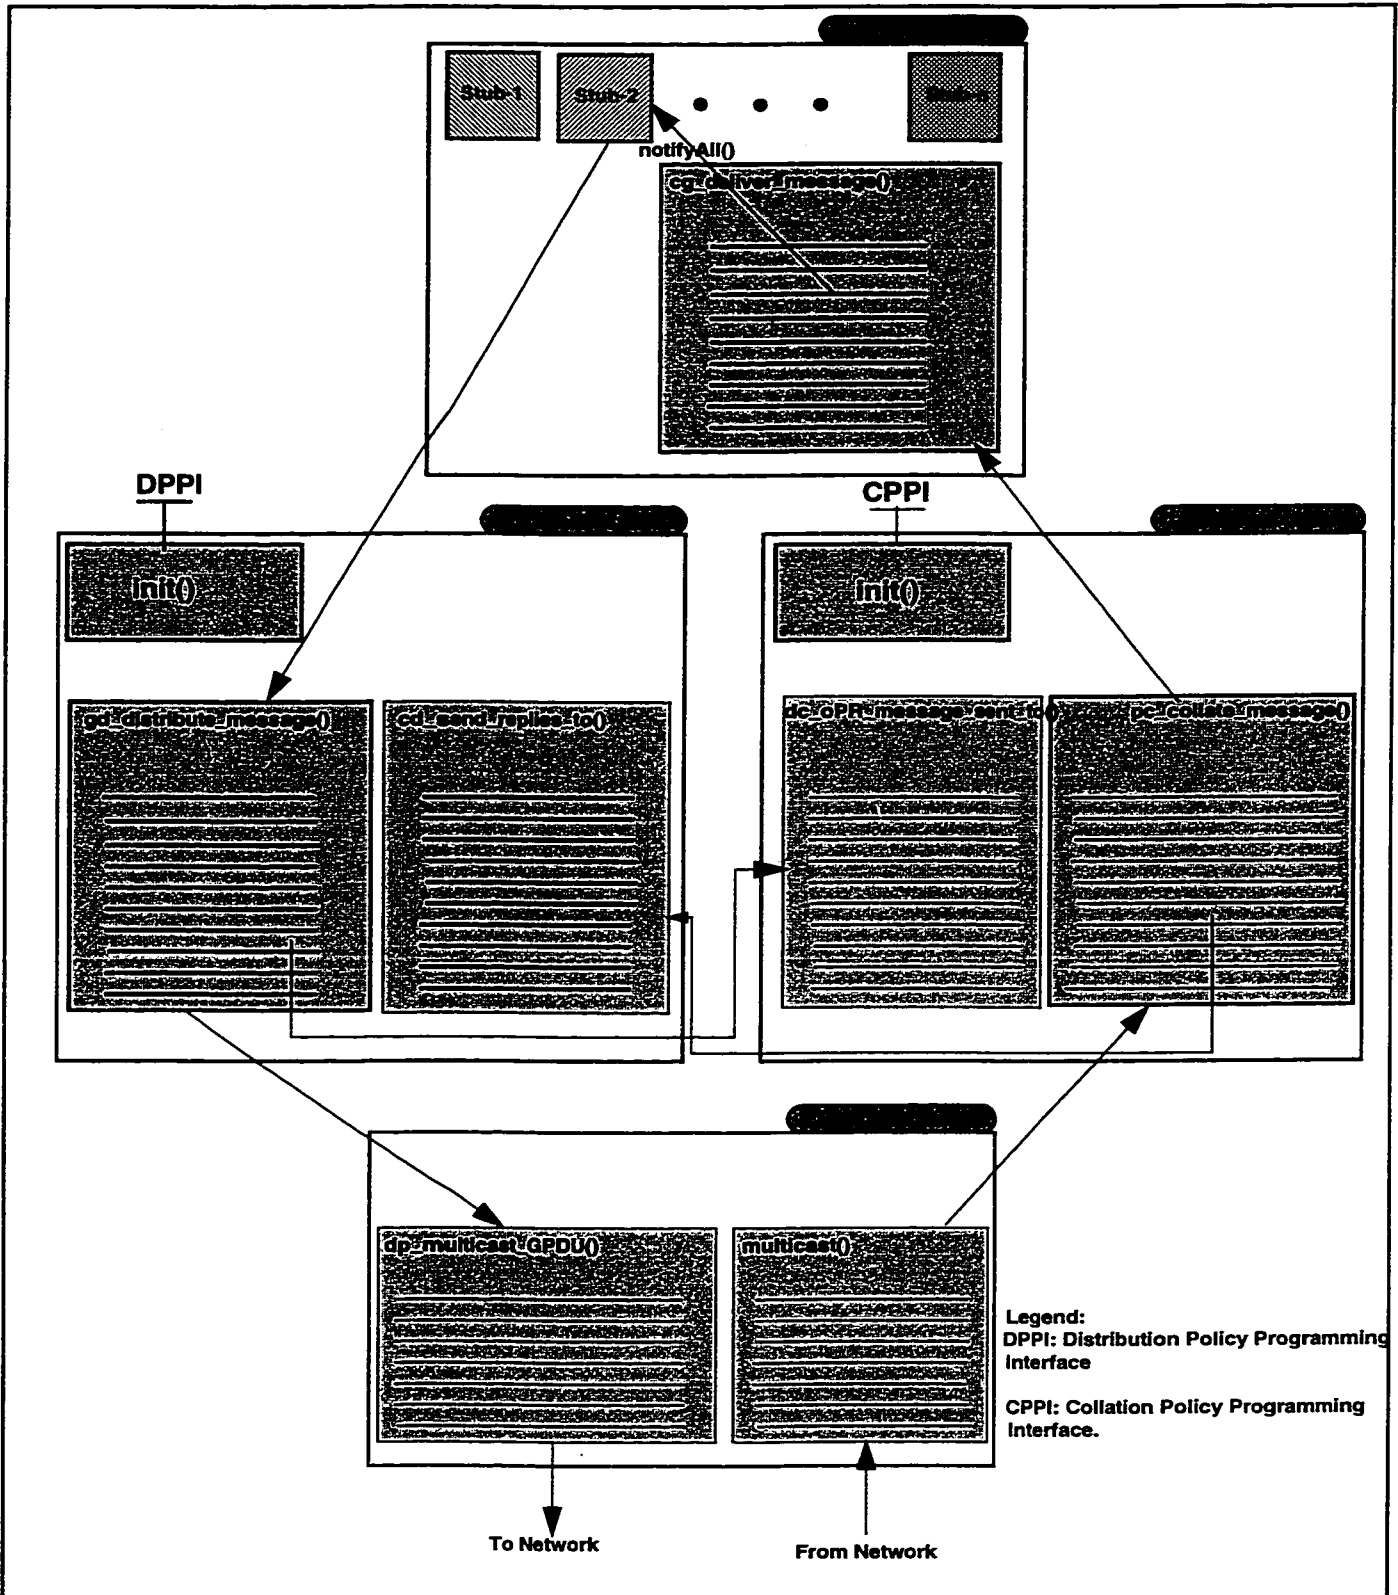 Stub-1
Stub-2
Stub-n
notifyAll()
cg_deliver_message()
DPPI
CPPI
init()
init()
gd_distribute_message()
cd_send_replies_to()
dc_oPR_message_sent_to()
pc_collate_message()
dp_multicast_GPDU()
multicast()
Legend:
DPPI: Distribution Policy Programming
Interface
CPPI: Collation Policy Programming
Interface.
To Network
From Network